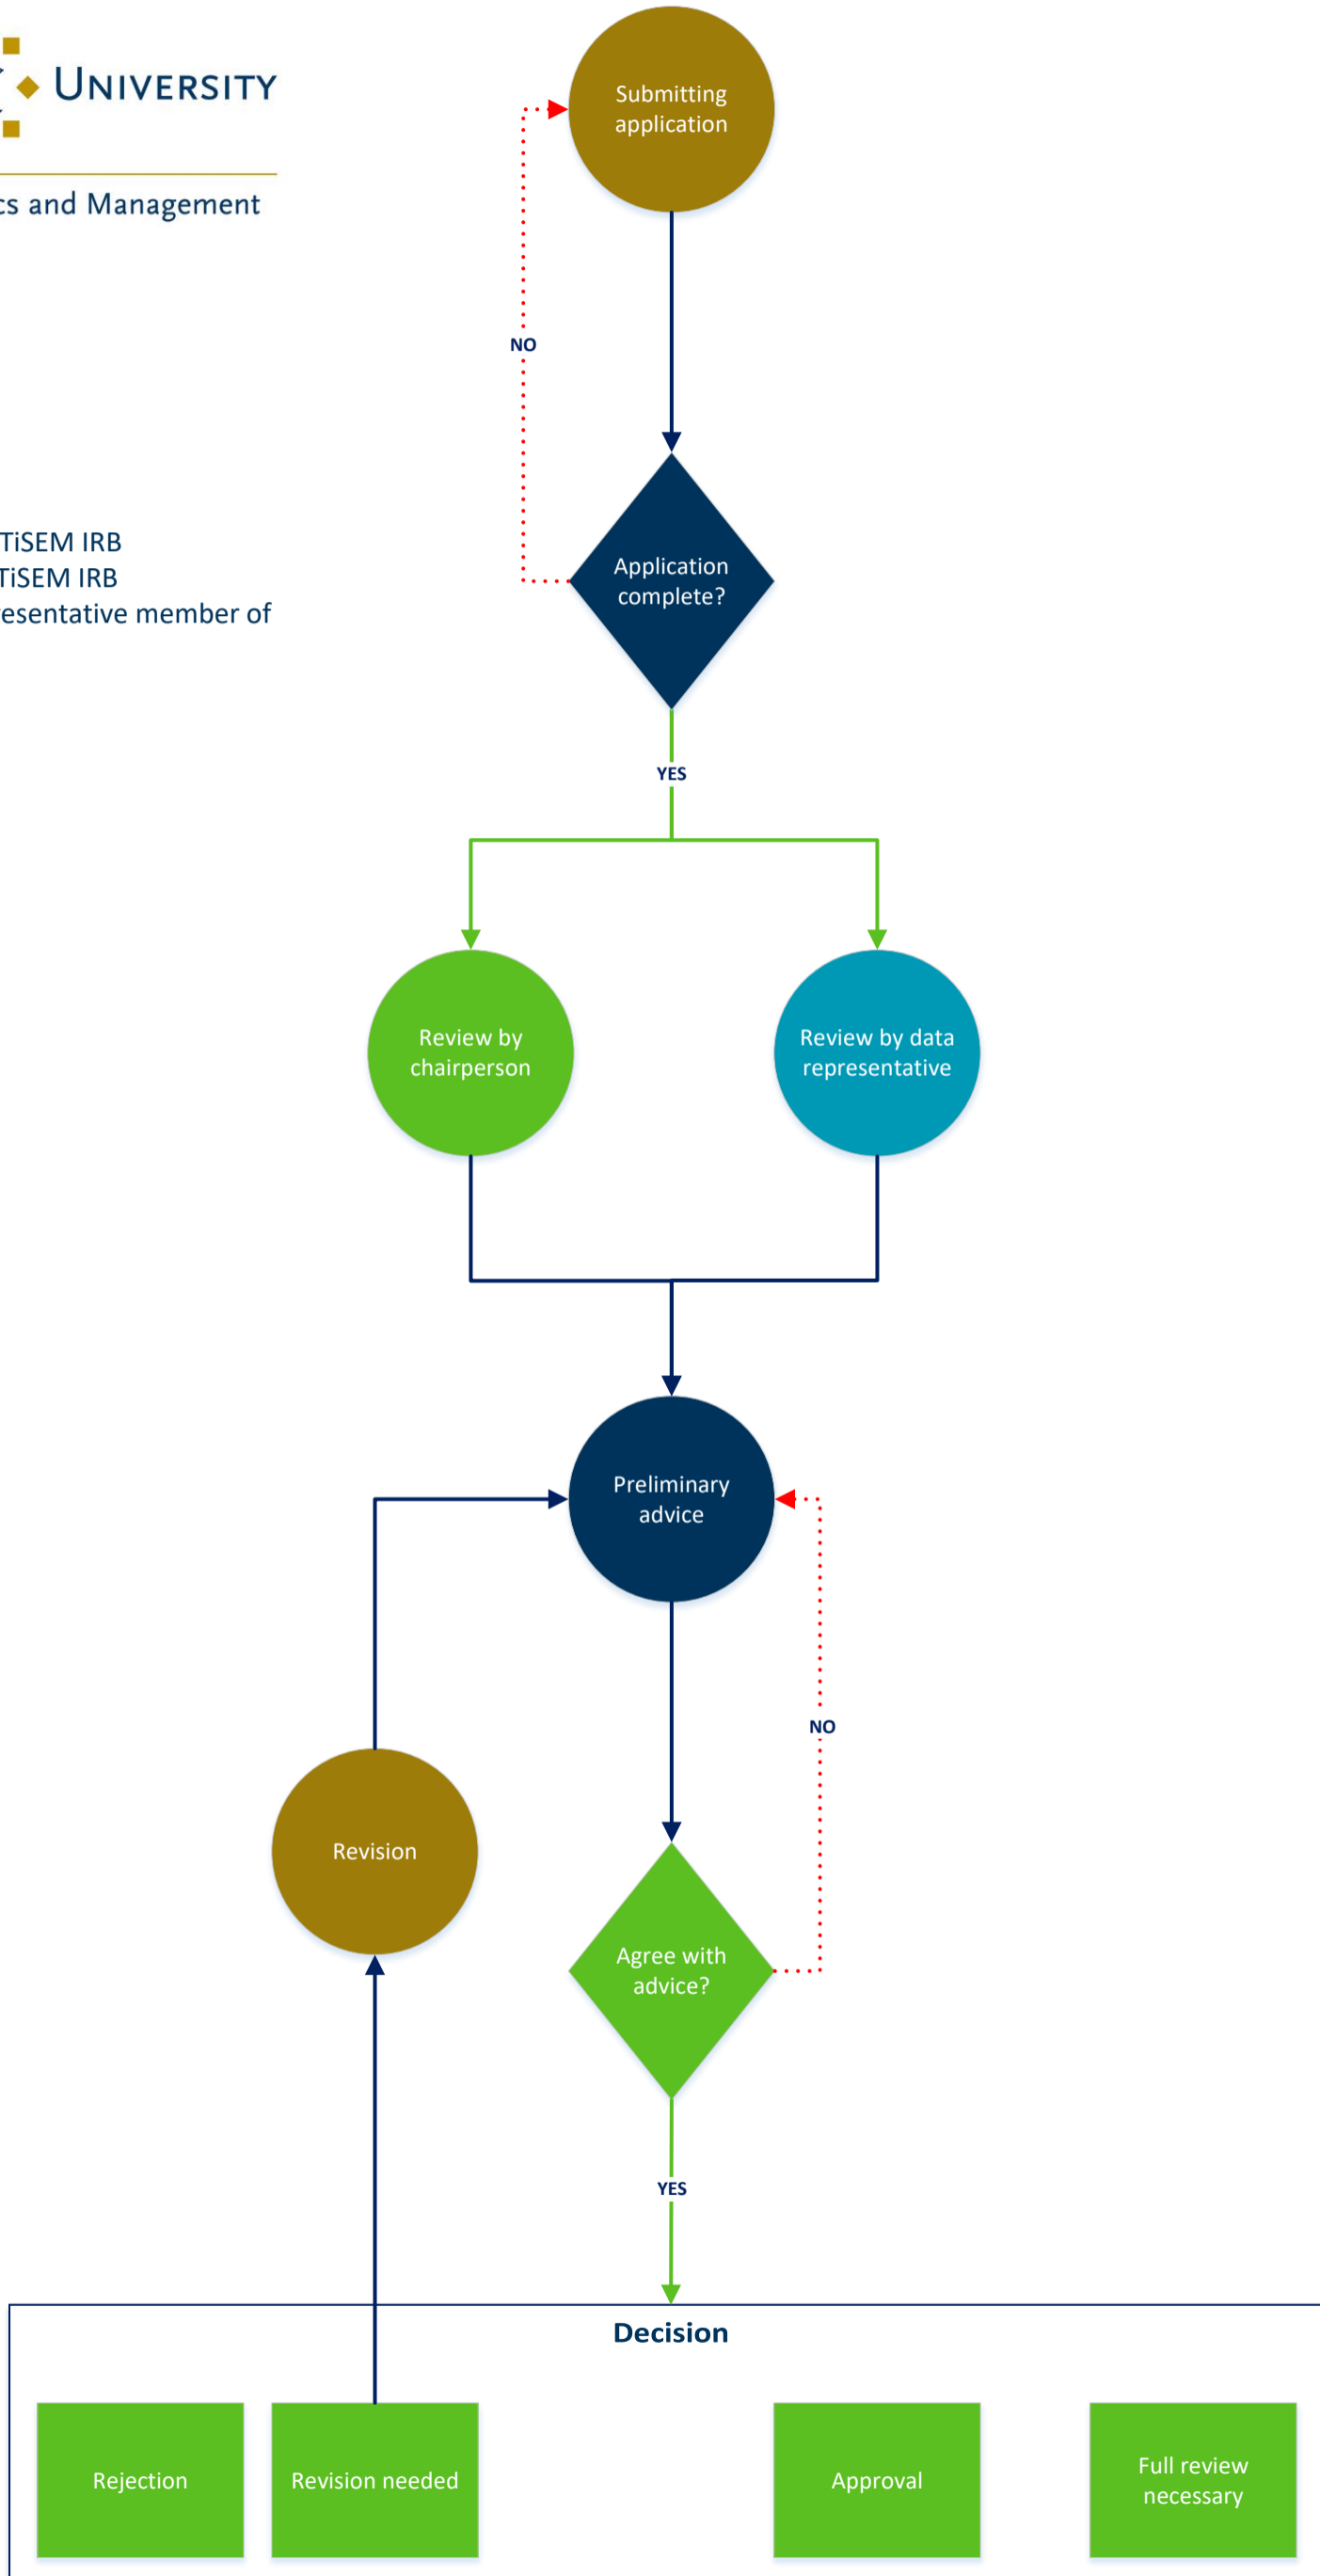 UNIVERSITY
cs and Management
TiSEM IRB
TiSEM IRB
resentative member of
Submitting
application
NO
Application
complete?
YES
Review by
chairperson
Review by data
representative
Preliminary
advice
NO
Revision
Agree with
advice?
YES
Decision
Rejection
Revision needed
Approval
Full review
necessary